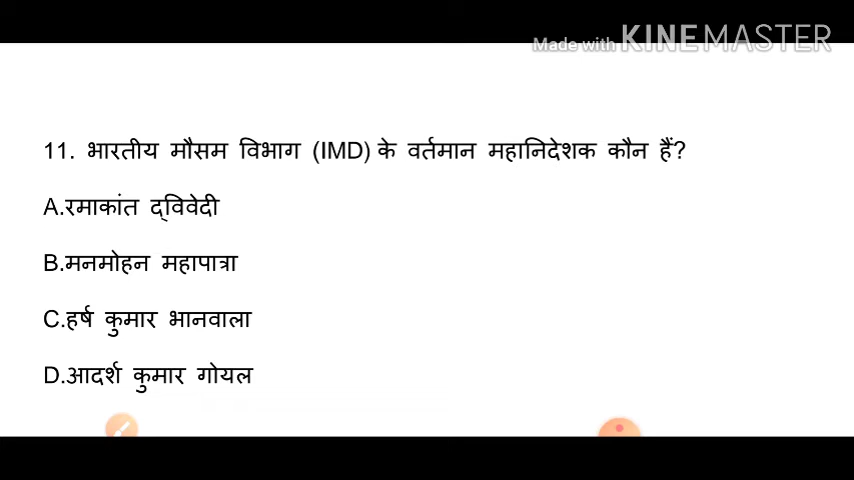 Made with KINEMASTER
11. भारतीय मौसम विभाग (IMD) के वर्तमान महानिदेशक कौन हैं?
A.रमाकांत द्विवेदी
B.मनमोहन महापात्रा
C.हर्ष कुमार भानवाला
D.आदर्श कुमार गोयल